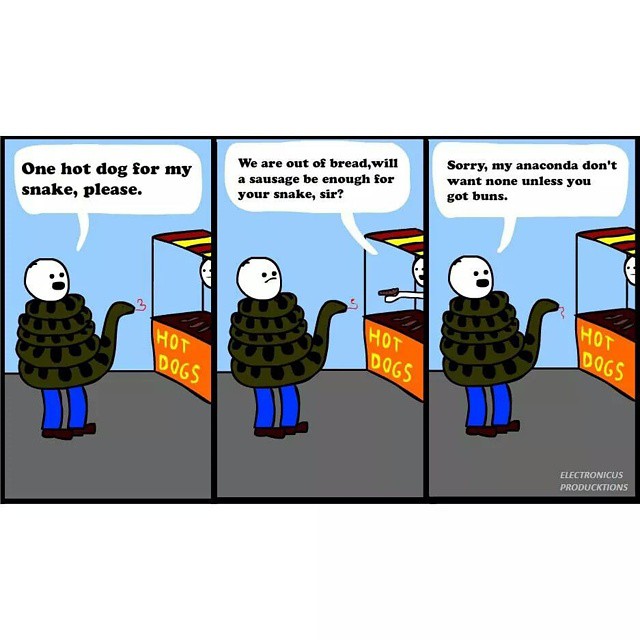 One hot dog for my
snake, please.
HOT
DOGS
We are out of bread,will
a sausage be enough for
your snake, sir?
HOT
DOGS
Sorry, my anaconda don't
want none unless you
got buns.
HOT
DOGS
ELECTRONICUS
PRODUCKTIONS